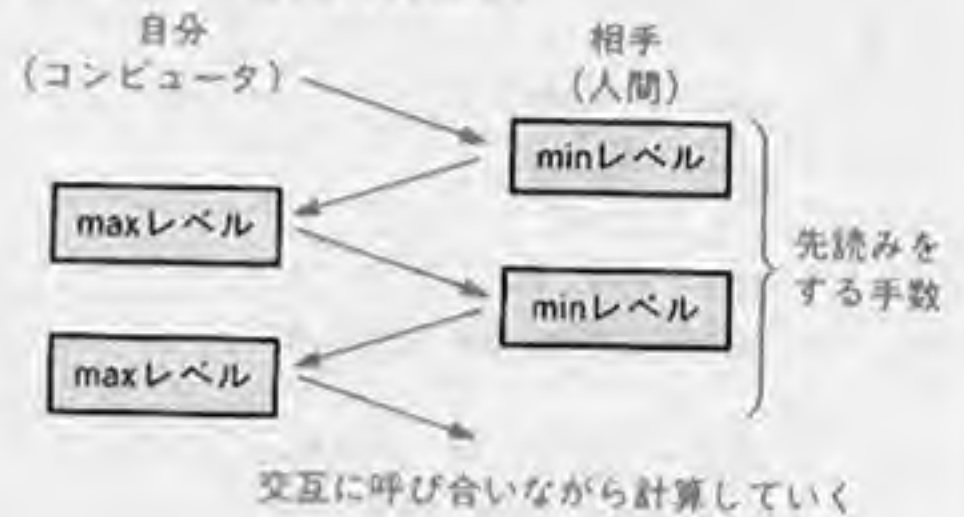 自分
(コンピュータ)
相手
(人間)
minレベル
maxレベル
minレベル
maxレベル
先読みを
する手数
交互に呼び合いながら計算していく